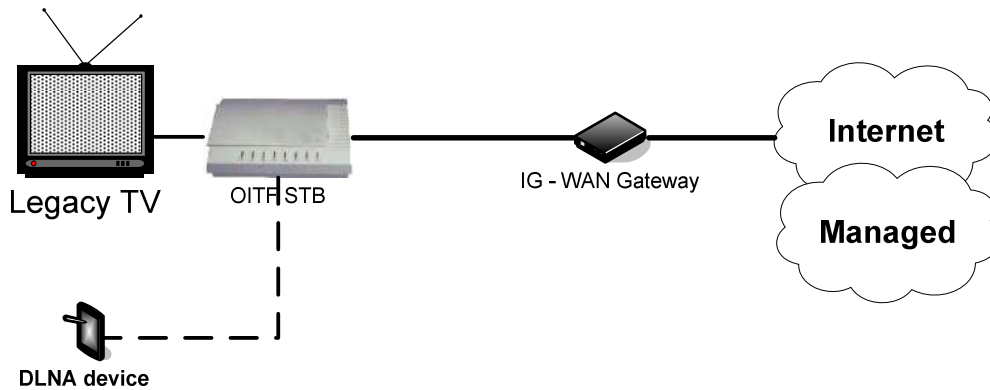 Internet
IG - WAN Gateway
Legacy TV
OITF STB
Managed
DLNA device